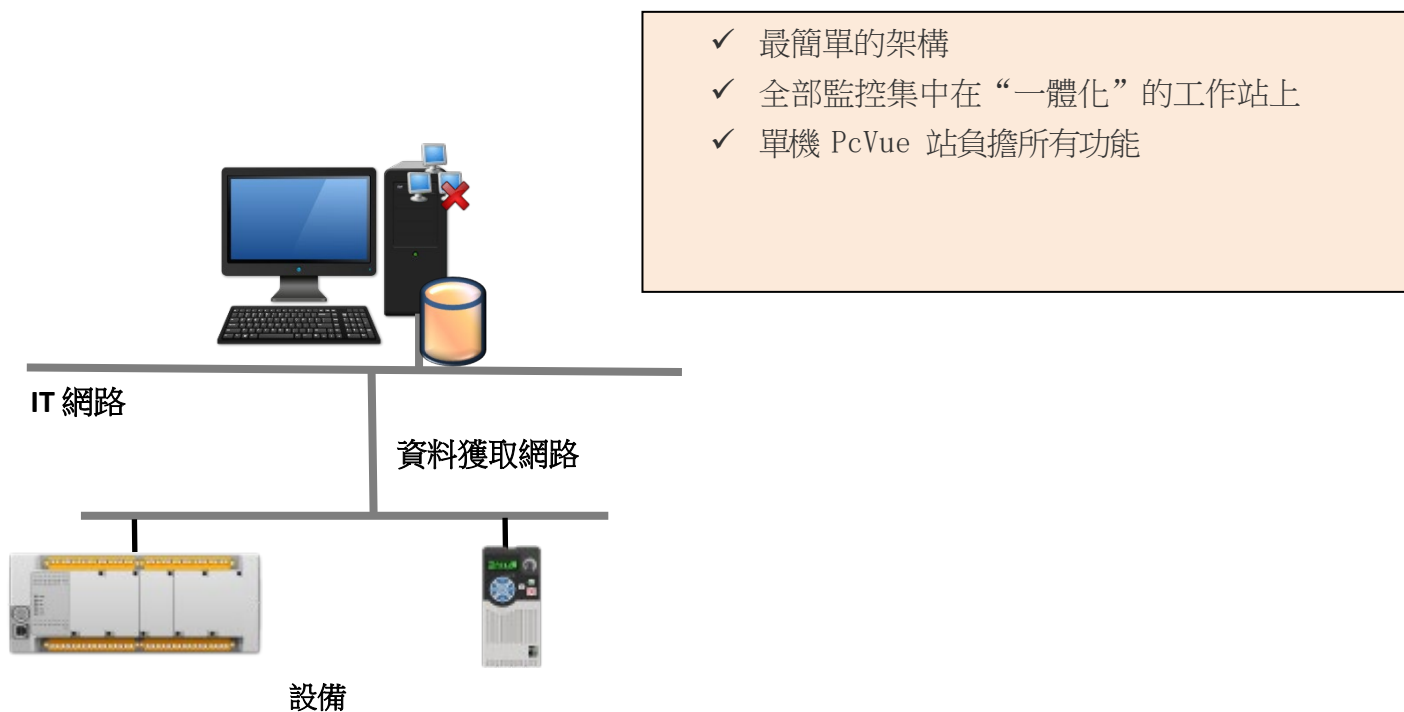 ✓ 最簡單的架構
✓ 全部監控集中在“一體化”的工作站上
✓ 單機 PcVue 站負擔所有功能
IT 網路
資料獲取網路
設備